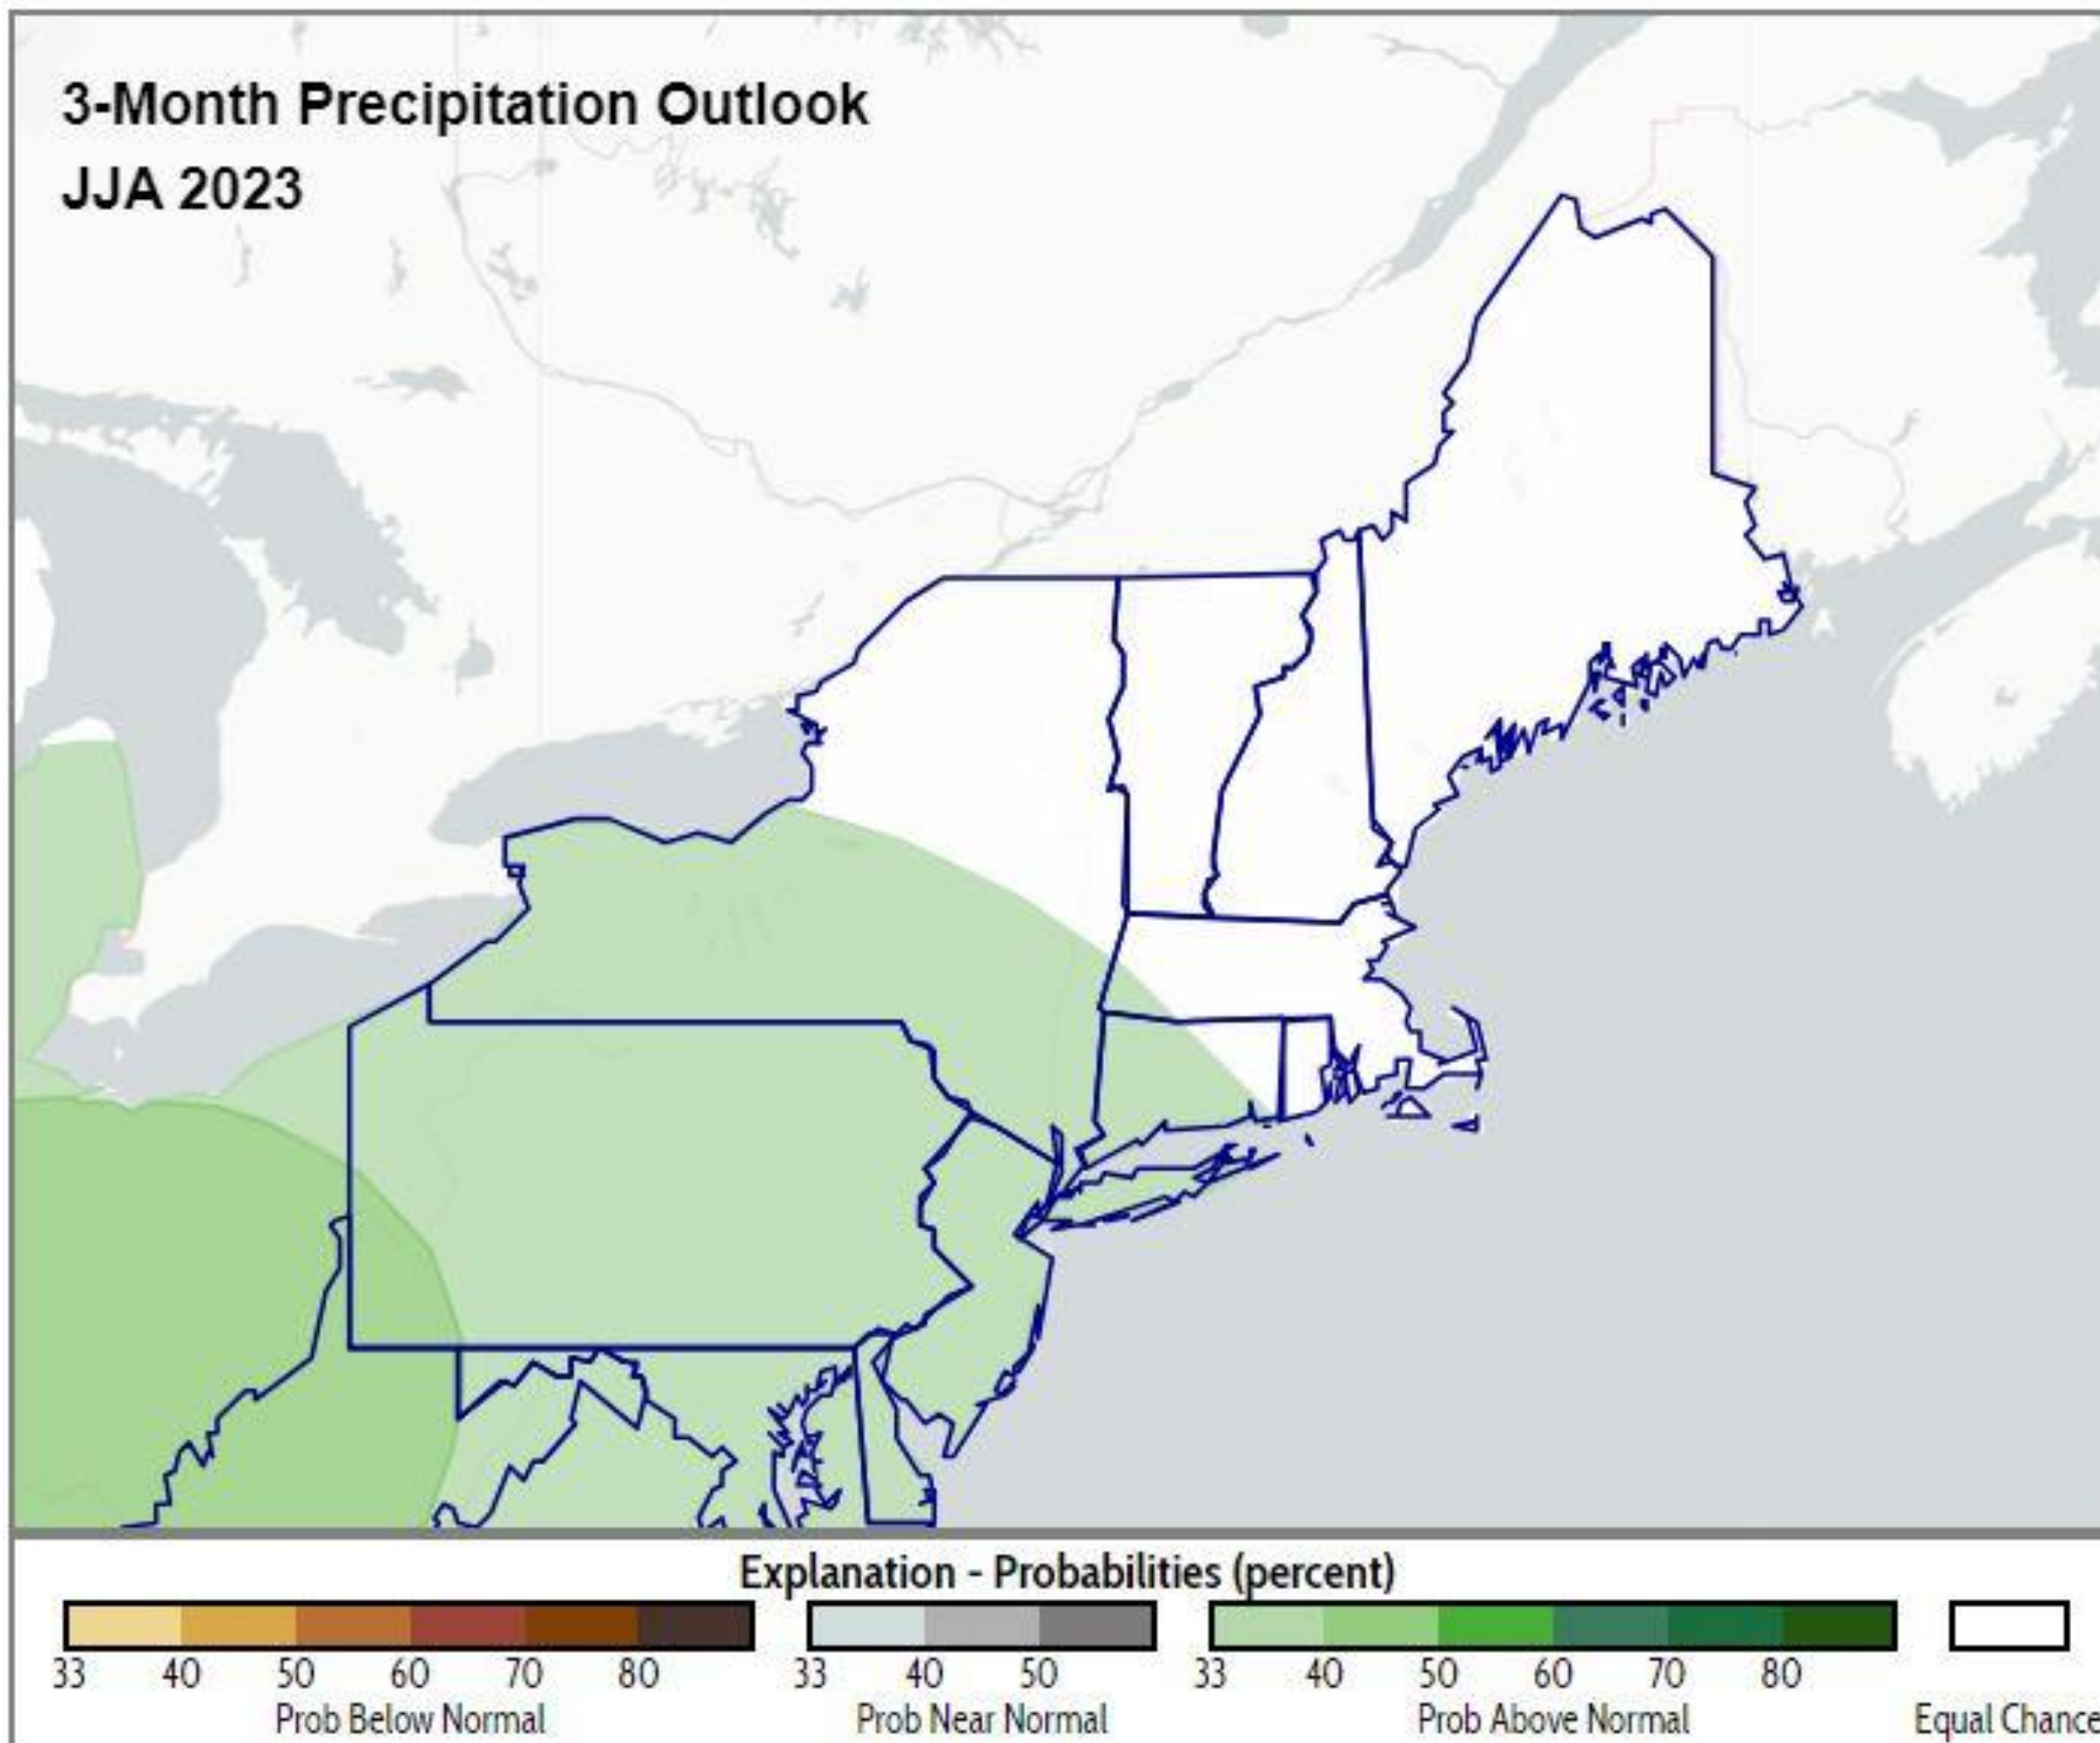 3-Month Precipitation Outlook
JJA 2023
Explanation - Probabilities (percent)
33 40 50 60 70 80 33 40 50 33 40 50 60 70 80
Prob Below Normal Prob Near Normal Prob Above Normal Equal Chance